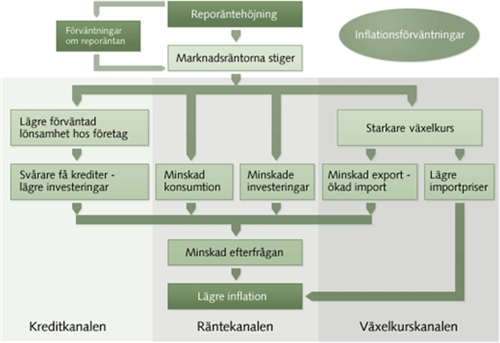 Reporäntehöjning
Förväntningar
om reporäntan
Inflationsförväntningar
Marknadsräntorna stiger
Lägre förväntad
lönsamhet hos företag
Starkare växelkurs
Svårare få krediter -
lägre investeringar
Minskad
konsumtion
Minskade
investeringar
Minskad export -
ökad import
Lägre
importpriser
Minskad efterfrågan
Lägre inflation
Kreditkanalen
Räntekanalen
Växelkurskanalen